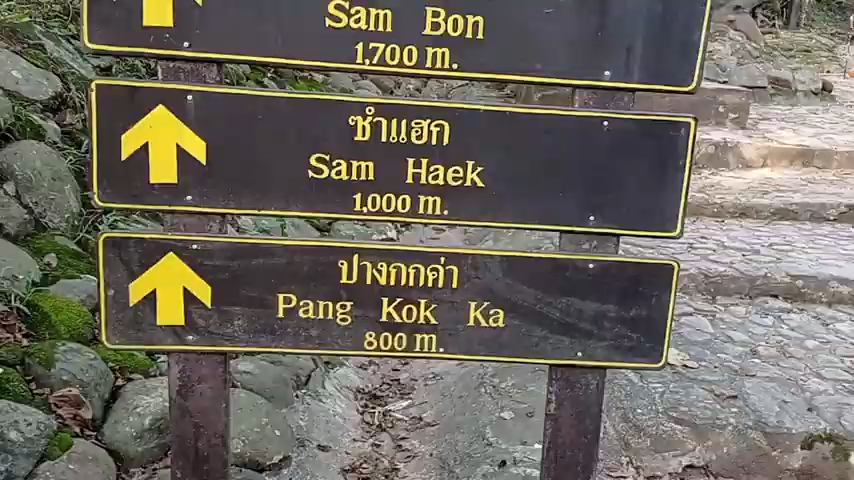 Sam Bon
1,700 m.
ซำแฮก
Sam Haek
1,000 m.
ปางกกค่า
Pang Kok Ka
800 m.